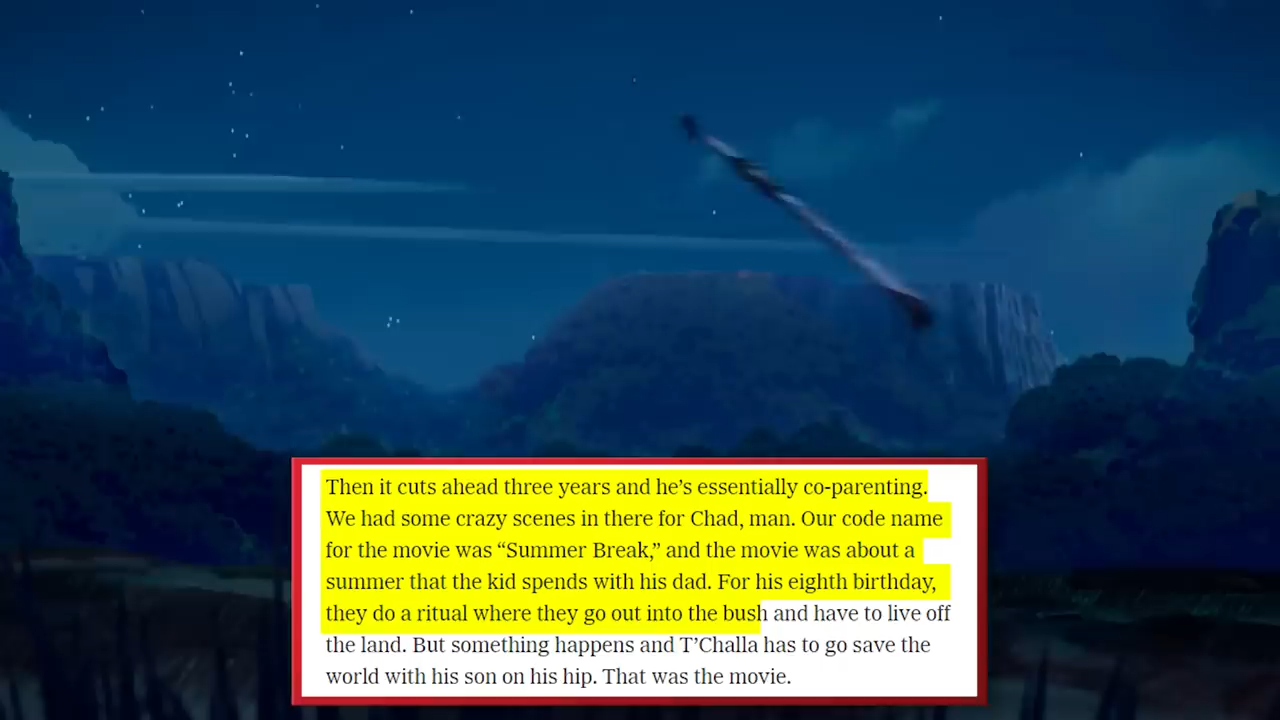 Then it cuts ahead three years and he’s essentially co-parenting.
We had some crazy scenes in there for Chad, man. Our code name
for the movie was “Summer Break,” and the movie was about a
summer that the kid spends with his dad. For his eighth birthday,
they do a ritual where they go out into the bush and have to live off
the land. But something happens and T’Challa has to go save the
world with his son on his hip. That was the movie.